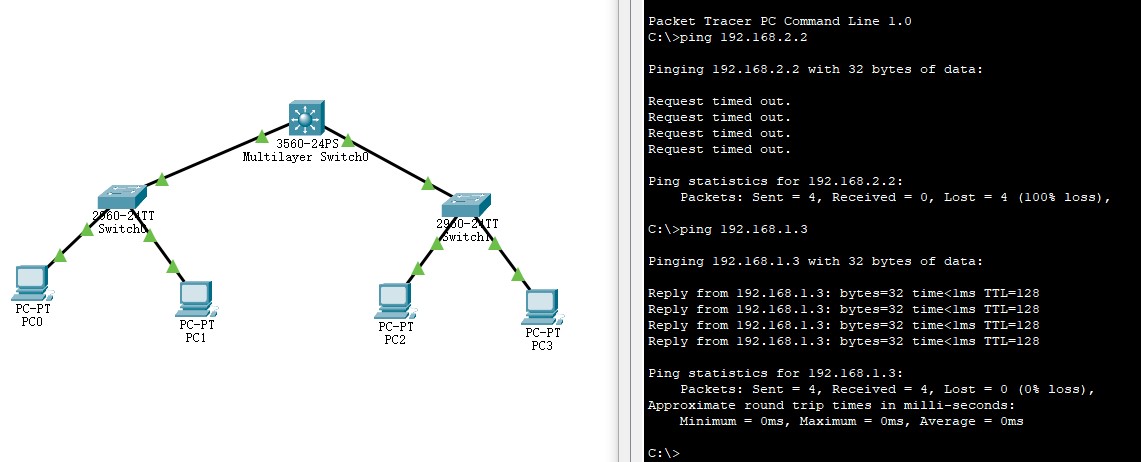 3560-24PS
Multilayer Switch0
2960-24TT
Switch0
2950-24TT
Switch1
PC-PT
PC0
PC-PT
PC1
PC-PT
PC2
PC-PT
PC3
Packet Tracer PC Command Line 1.0
C:\>ping 192.168.2.2
Pinging 192.168.2.2 with 32 bytes of data:
Request timed out.
Request timed out.
Request timed out.
Request timed out.
Ping statistics for 192.168.2.2:
Packets: Sent = 4, Received = 0, Lost = 4 (100% loss),
C:\>ping 192.168.1.3
Pinging 192.168.1.3 with 32 bytes of data:
Reply from 192.168.1.3: bytes=32 time<1ms TTL=128
Reply from 192.168.1.3: bytes=32 time<1ms TTL=128
Reply from 192.168.1.3: bytes=32 time<1ms TTL=128
Reply from 192.168.1.3: bytes=32 time<1ms TTL=128
Ping statistics for 192.168.1.3:
Packets: Sent = 4, Received = 4, Lost = 0 (0% loss),
Approximate round trip times in milli-seconds:
Minimum = 0ms, Maximum = 0ms, Average = 0ms
C:\>